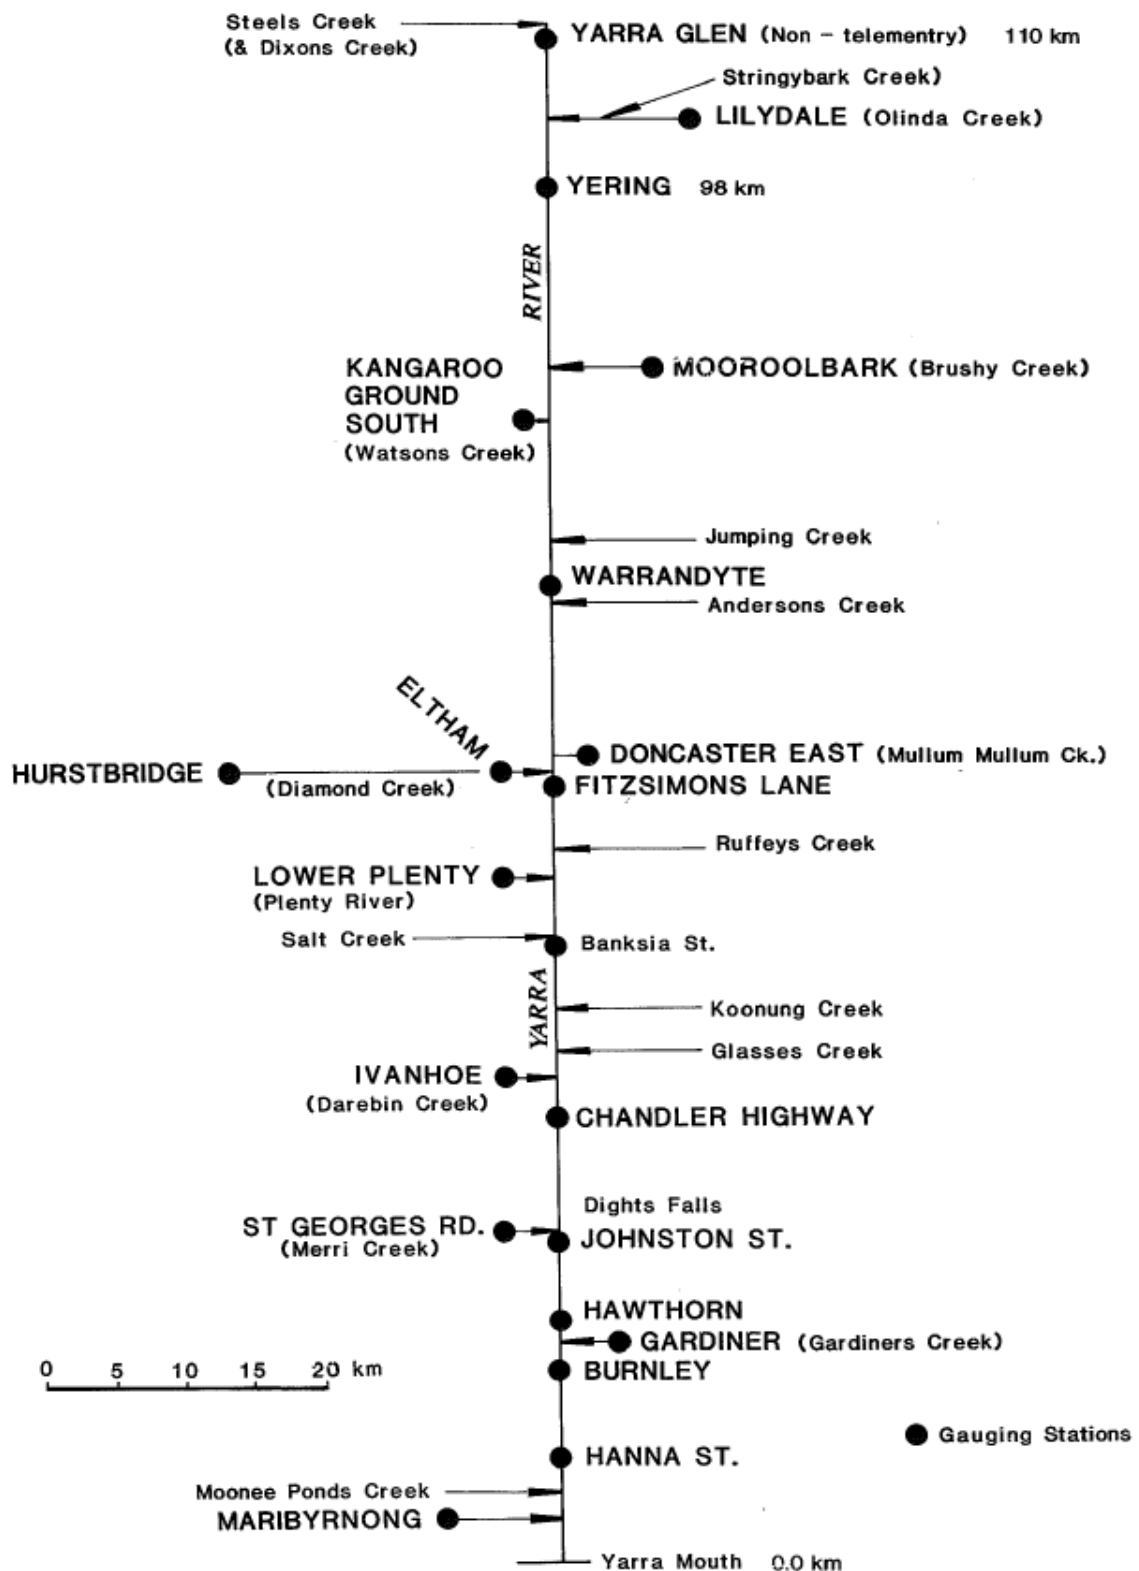 Steels Creek
(& Dixons Creek)
YARRA GLEN (Non - telementry) 110 km
Stringybark Creek)
LILYDALE (Olinda Creek)
YERING 98 km
RIVER
KANGAROO
GROUND
SOUTH
(Watsons Creek)
MOOROOLBARK (Brushy Creek)
Jumping Creek
WARRANDYTE
Andersons Creek
ELTHAM
DONCASTER EAST (Mullum Mullum Ck.)
HURSTBRIDGE
(Diamond Creek)
FITZSIMONS LANE
Ruffeys Creek
LOWER PLENTY
(Plenty River)
Salt Creek
Banksia St.
YARRA
Koonung Creek
Glasses Creek
IVANHOE
(Darebin Creek)
CHANDLER HIGHWAY
Dights Falls
ST GEORGES RD.
(Merri Creek)
JOHNSTON ST.
HAWTHORN
GARDINER (Gardiners Creek)
BURNLEY
0 5 10 15 20 km
Gauging Stations
HANNA ST.
Moonee Ponds Creek
MARIBYRNONG
Yarra Mouth 0.0 km